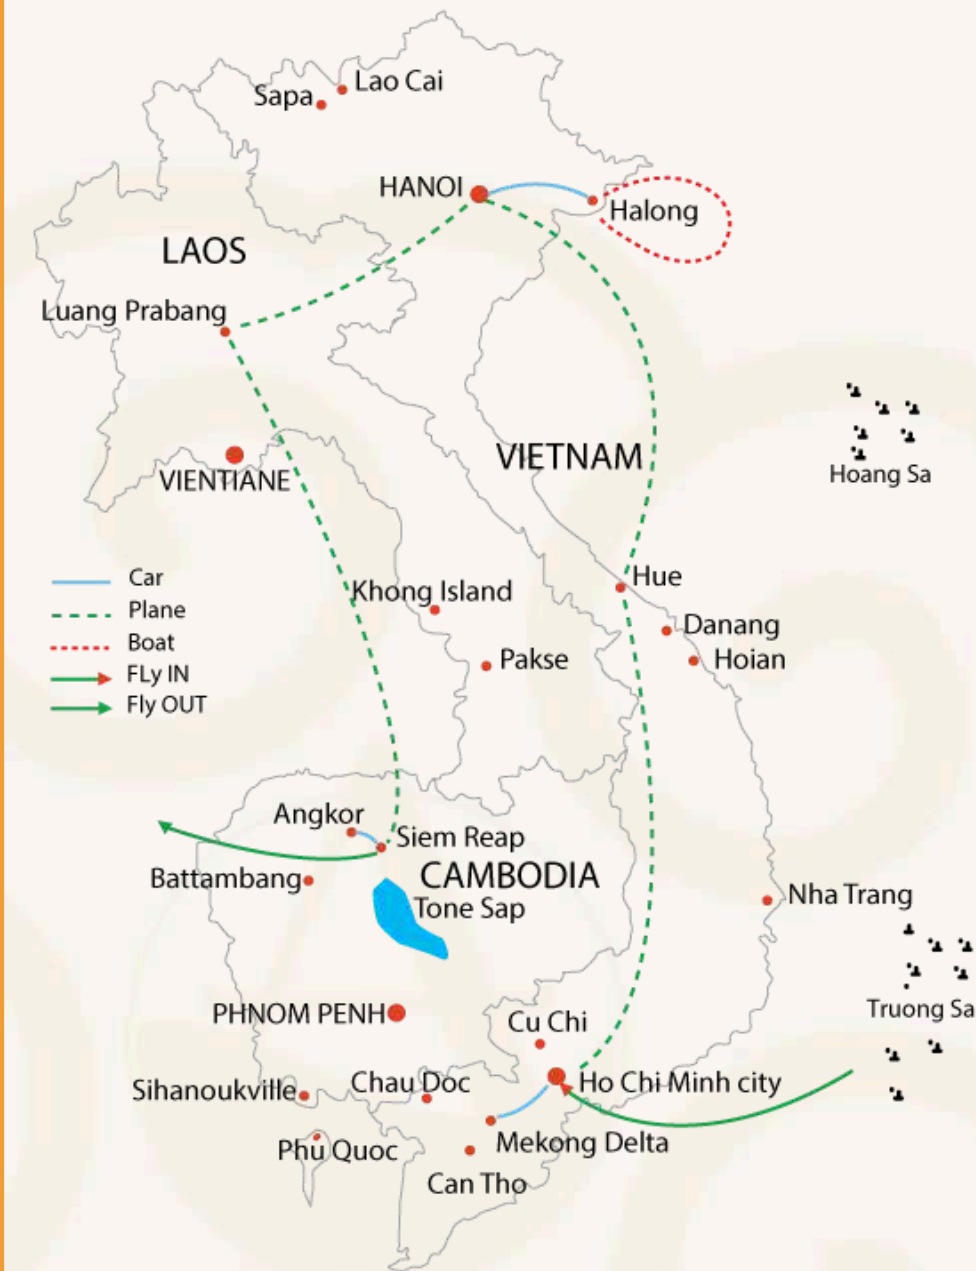 Lao Cai
Sapa
HANOI
Halong
LAOS
Luang Prabang
VIETNAM
VIENTIANE
Hoang Sa
Car
Plane
Boat
FLy IN
Fly OUT
Khong Island
Hue
Danang
Pakse
Hoian
Angkor
Siem Reap
Battambang
CAMBODIA
Tone Sap
Nha Trang
Truong Sa
PHNOM PENH
Cu Chi
Sihanoukville
Chau Doc
Ho Chi Minh city
Phu Quoc
Mekong Delta
Can Tho